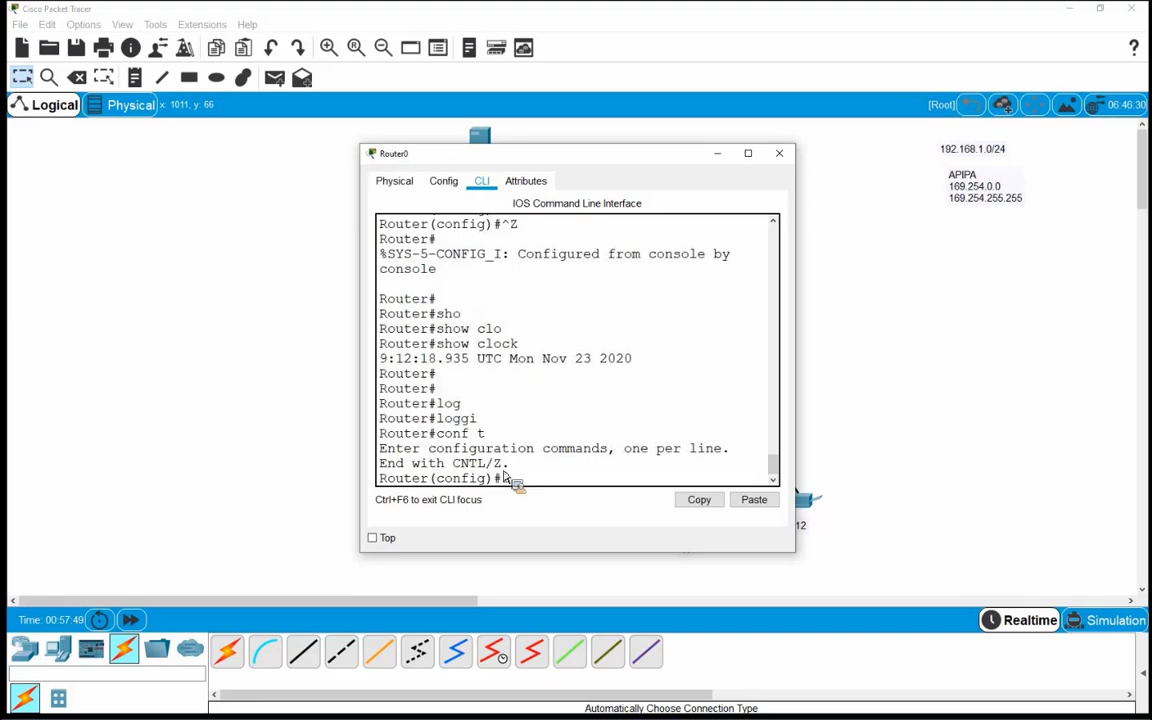 Cisco Packet Tracer
File Edit Options View Tools Extensions Help
?
Logical Physical x: 1011, y: 66 [Root] 06:46:30
192.168.1.0/24
APIPA
169.254.0.0
169.254.255.255
Router0
Physical Config CLI Attributes
IOS Command Line Interface
Router(config)#^Z
Router#
%SYS-5-CONFIG_I: Configured from console by
console
Router#
Router#sho
Router#show clo
Router#show clock
9:12:18.935 UTC Mon Nov 23 2020
Router#
Router#
Router#log
Router#loggi
Router#conf t
Enter configuration commands, one per line.
End with CNTL/Z.
Router(config)#
Ctrl+F6 to exit CLI focus Copy Paste
12
Top
Time: 00:57:49 Realtime Simulation
Automatically Choose Connection Type